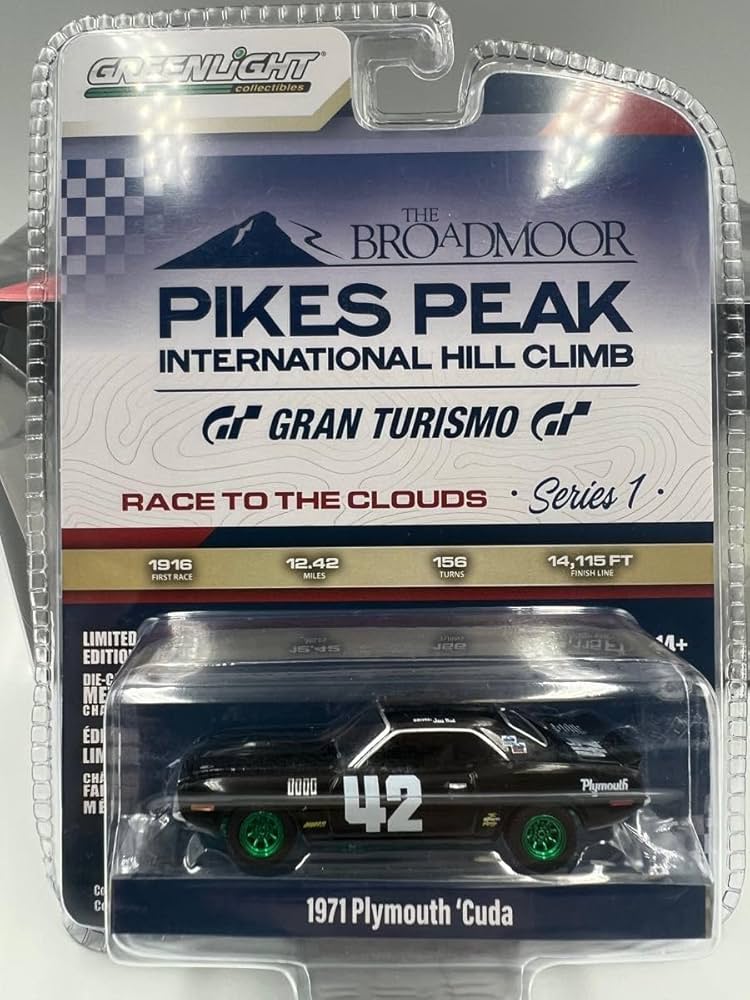 GREENLIGHT®
collectibles
THE
BROADMOOR
PIKES PEAK
INTERNATIONAL HILL CLIMB
GT GRAN TURISMO GT
RACE TO THE CLOUDS · Series 1 ·
1916 12.42 156 14,115 FT
FIRST RACE MILES TURNS FINISH LINE
LIMITED
EDITION
14+
42
Plymouth
1971 Plymouth 'Cuda